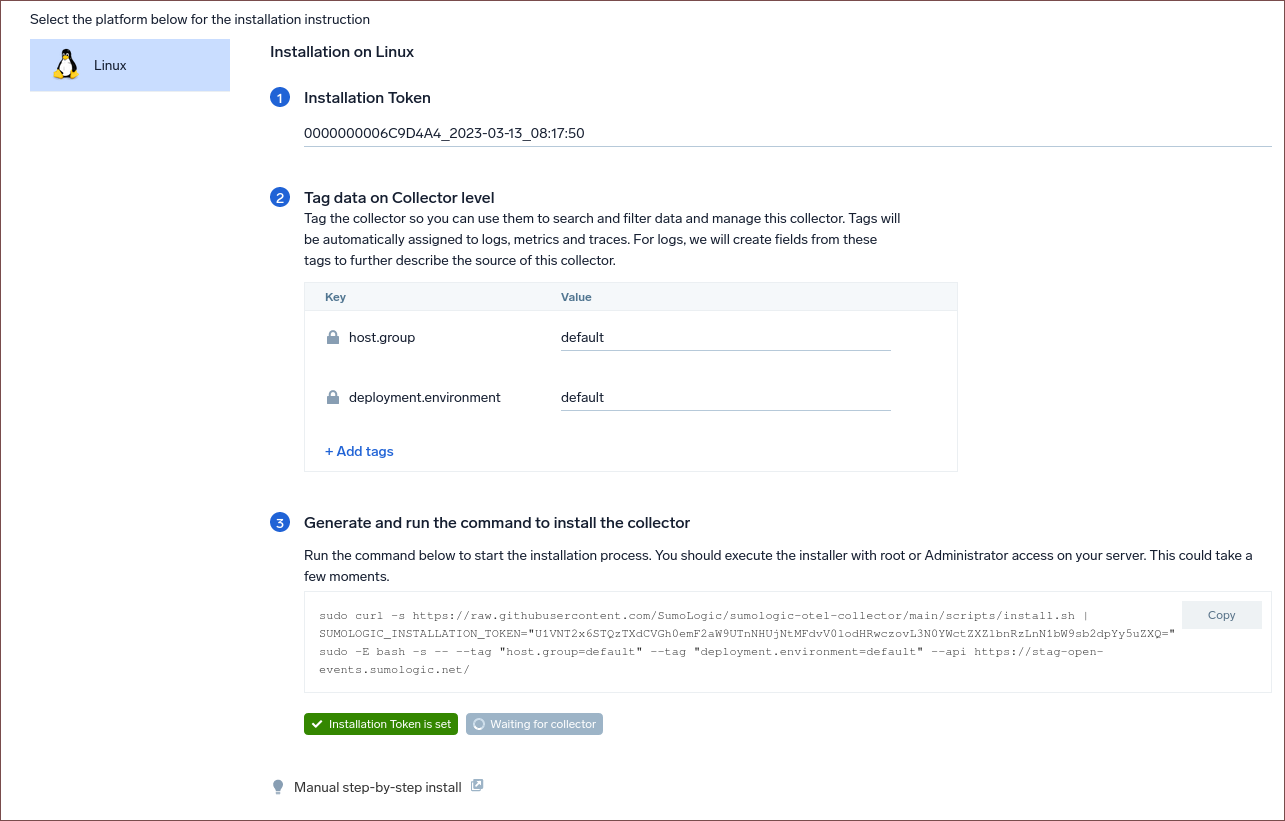 Select the platform below for the installation instruction
Linux
Installation on Linux
1 Installation Token
0000000006C9D4A4_2023-03-13_08:17:50
2 Tag data on Collector level
Tag the collector so you can use them to search and filter data and manage this collector. Tags will
be automatically assigned to logs, metrics and traces. For logs, we will create fields from these
tags to further describe the source of this collector.
Key Value
host.group default
deployment.environment default
+ Add tags
3 Generate and run the command to install the collector
Run the command below to start the installation process. You should execute the installer with root or Administrator access on your server. This could take a
few moments.
sudo curl -s https://raw.githubusercontent.com/SumoLogic/sumologic-otel-collector/main/scripts/install.sh |
Copy
SUMOLOGIC_INSTALLATION_TOKEN="U1VNT2x6STQzTXdCVGh0emF2aW9UTnNHUjNtMFdvV0lodHRwczovL3N0YWctZXZlbnRzLnN1bW9sb2dpYy5uZXQ="
sudo -E bash -s -- --tag "host.group=default" --tag "deployment.environment=default" --api https://stag-open-
events.sumologic.net/
Installation Token is set Waiting for collector
Manual step-by-step install